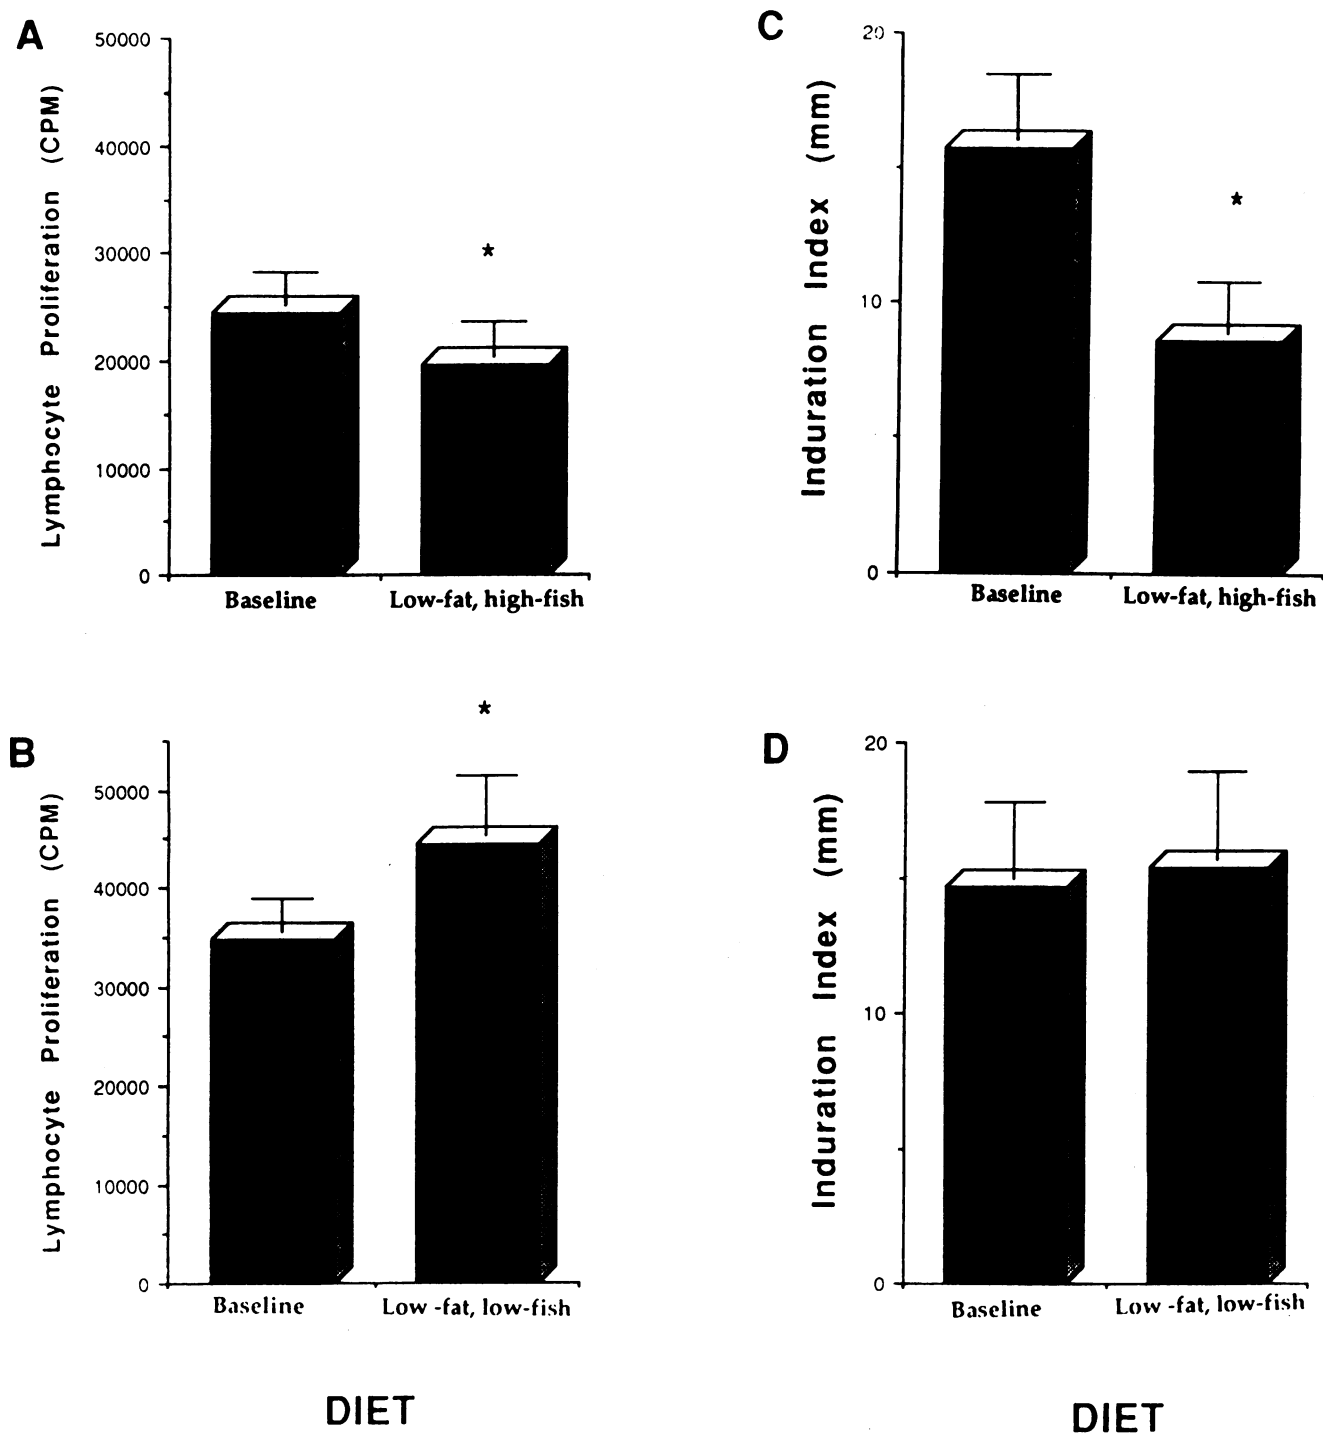 A
50000
40000
30000
20000
10000
0
Lymphocyte Proliferation (CPM)
*
Baseline
Low-fat, high-fish
C
20
10
0
Induration Index (mm)
*
Baseline
Low-fat, high-fish
B
50000
40000
30000
20000
10000
0
Lymphocyte Proliferation (CPM)
*
Baseline
Low -fat, low-fish
DIET
D
20
10
0
Induration Index (mm)
Baseline
Low -fat, low-fish
DIET